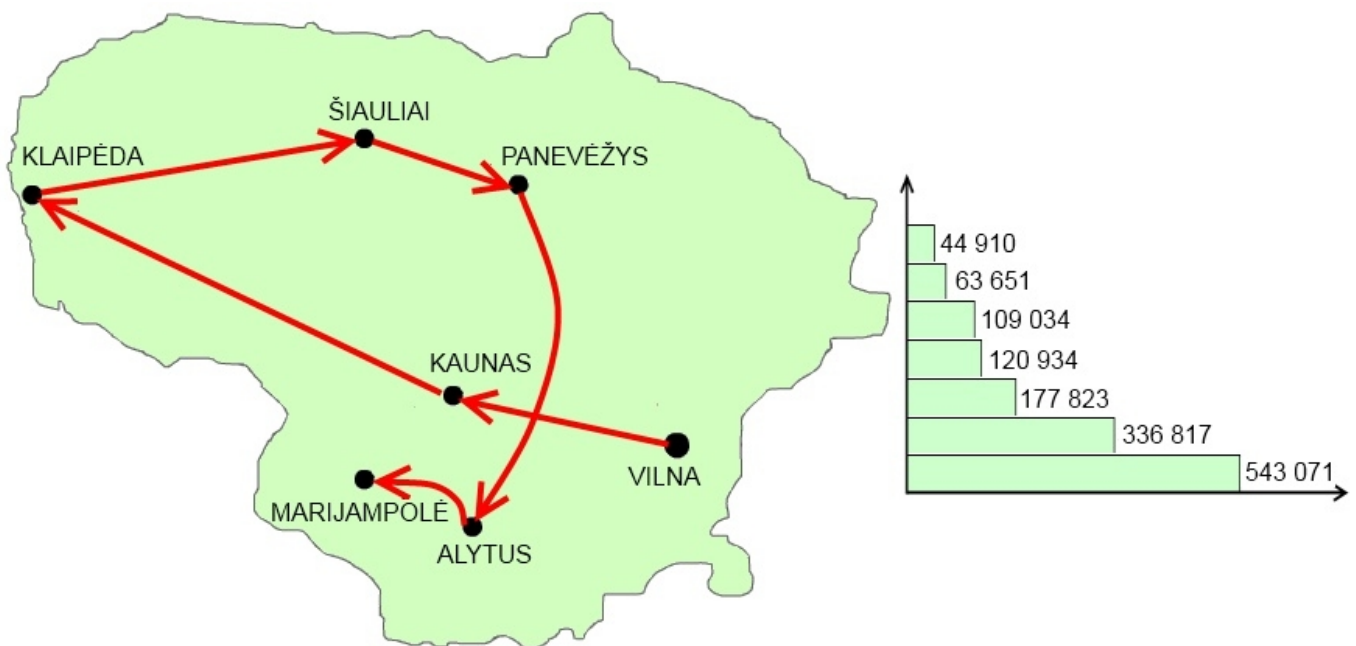 ŠIAULIAI
KLAIPĖDA
PANEVĖŽYS
KAUNAS
VILNA
MARIJAMPOLĖ
ALYTUS
44 910
63 651
109 034
120 934
177 823
336 817
543 071